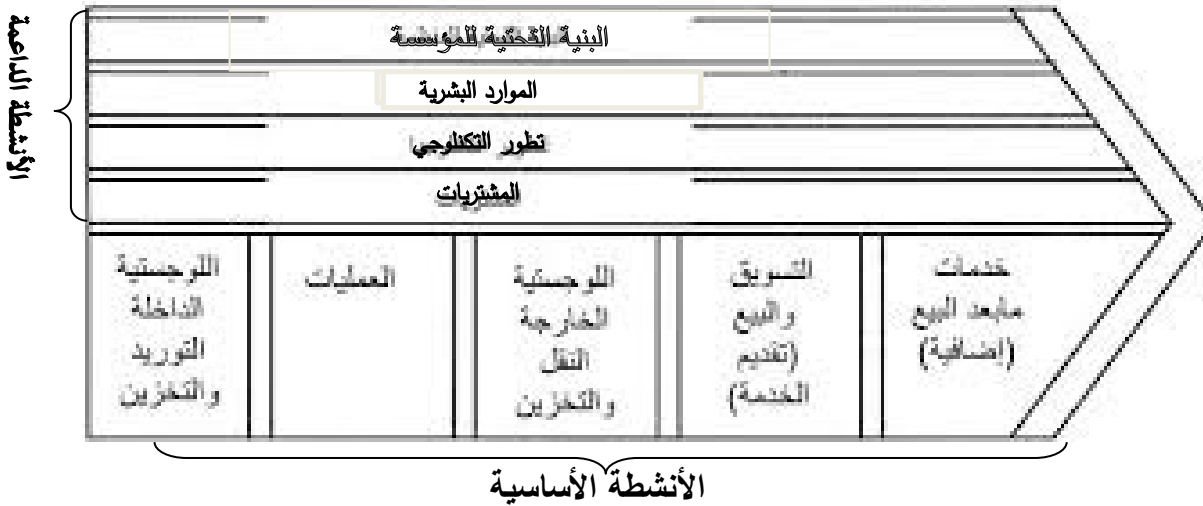 الأنشطة الداعمة
البنية التحتية للمؤسسة
الموارد البشرية
تطور التكنلوجي
المشتريات
اللوجستية
الداخلة
التوريد
والتخزين
العمليات
اللوجستية
الخارجة
النقل
والتخزين
التسويق
والبيع
(تقديم
الخدمة)
خدمات
مابعد البيع
(إضافية)
الأنشطة الأساسية